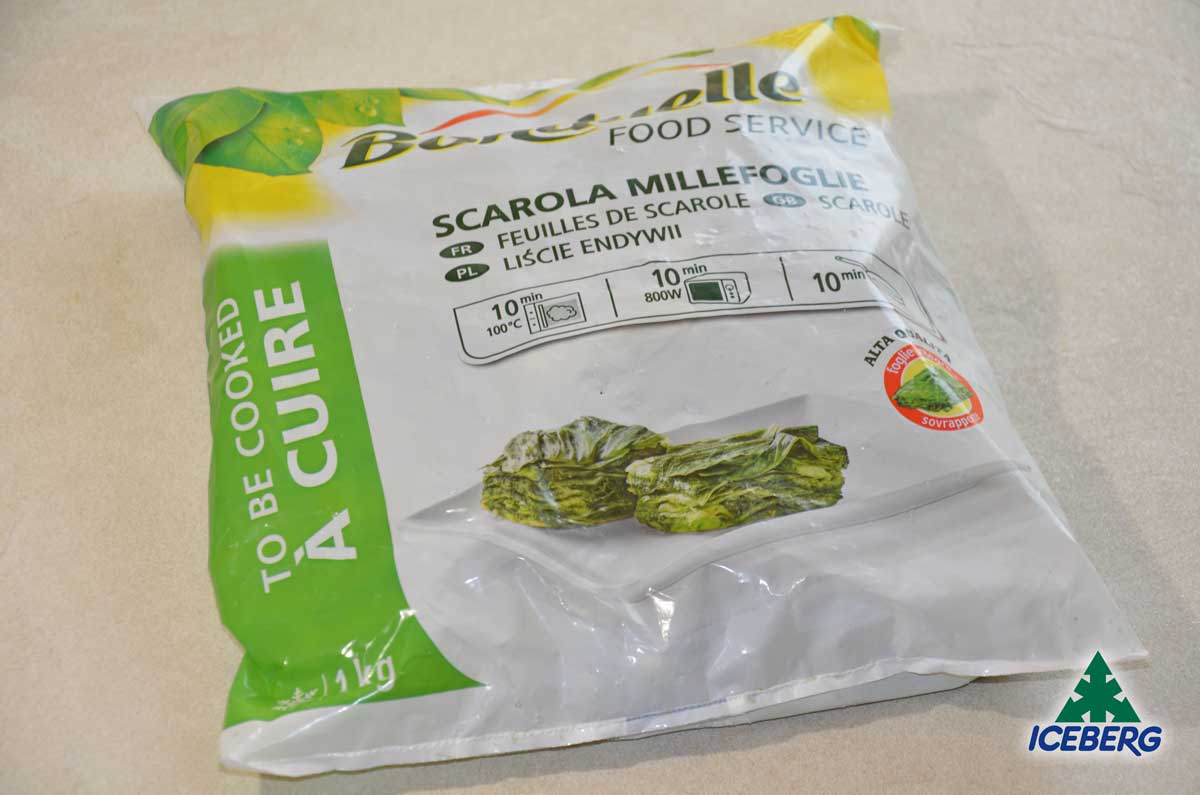 Bonduelle
FOOD SERVICE
SCAROLA MILLEFOGLIE
FR FEUILLES DE SCAROLE GB SCAROLE
PL LIŚCIE ENDYWII
10 min 100°C
10 min 800W
10 min
ALTA QUALITÀ
foglie
sovrapposte
TO BE COOKED
À CUIRE
1 kg
ICEBERG